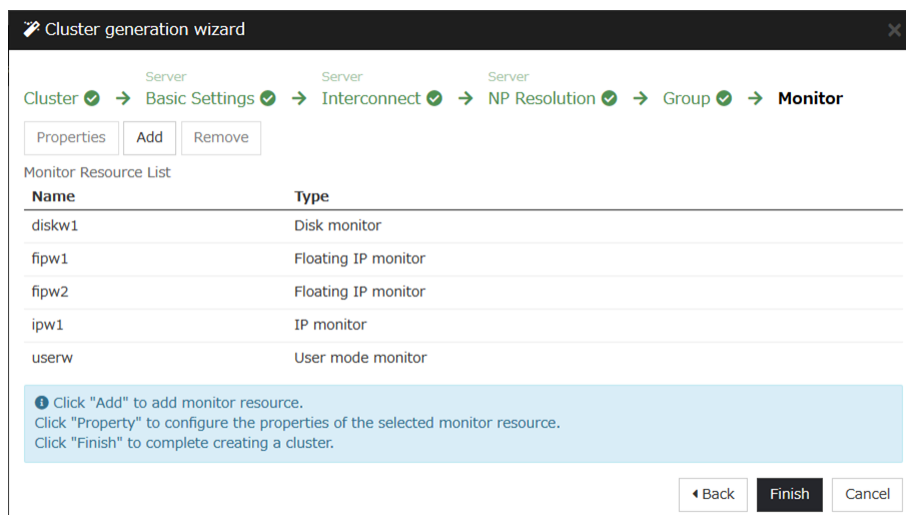 Cluster generation wizard
Server Server Server
Cluster → Basic Settings → Interconnect → NP Resolution → Group → Monitor
Properties Add Remove
Monitor Resource List
Name Type
diskw1 Disk monitor
fipw1 Floating IP monitor
fipw2 Floating IP monitor
ipw1 IP monitor
userw User mode monitor
Click "Add" to add monitor resource.
Click "Property" to configure the properties of the selected monitor resource.
Click "Finish" to complete creating a cluster.
Back Finish Cancel